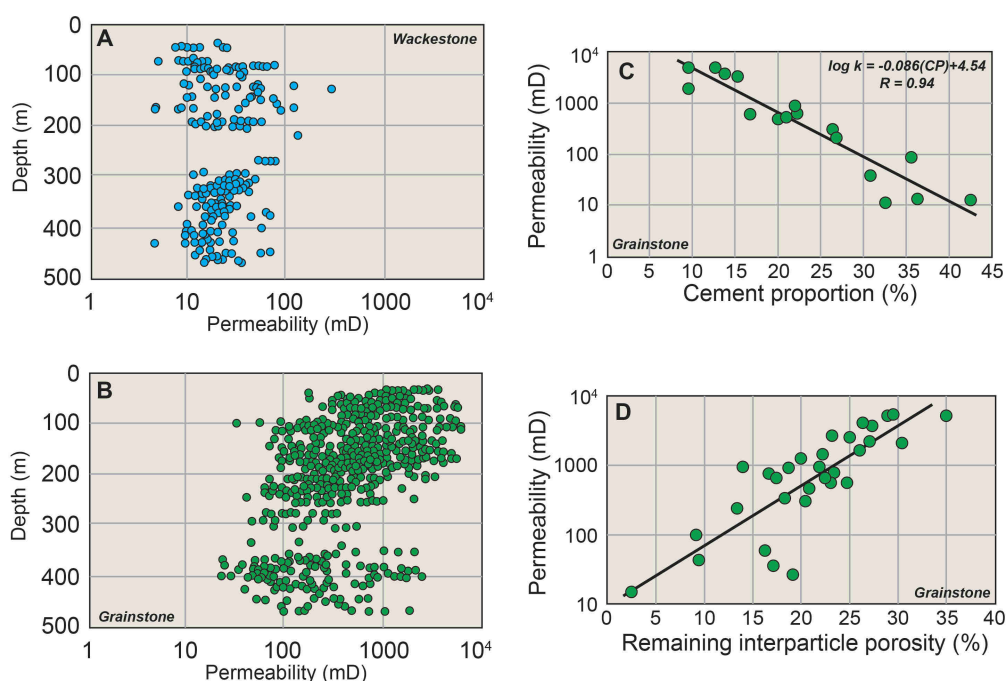 A
Wackestone
Depth (m)
0
100
200
300
400
500
1 10 100 1000 10⁴
Permeability (mD)
B
Grainstone
Depth (m)
0
100
200
300
400
500
1 10 100 1000 10⁴
Permeability (mD)
C
log k = -0.086(CP)+4.54
R = 0.94
Grainstone
Permeability (mD)
10⁴
1000
100
10
1
0 5 10 15 20 25 30 35 40 45
Cement proportion (%)
D
Grainstone
Permeability (mD)
10⁴
1000
100
10
0 5 10 15 20 25 30 35 40
Remaining interparticle porosity (%)